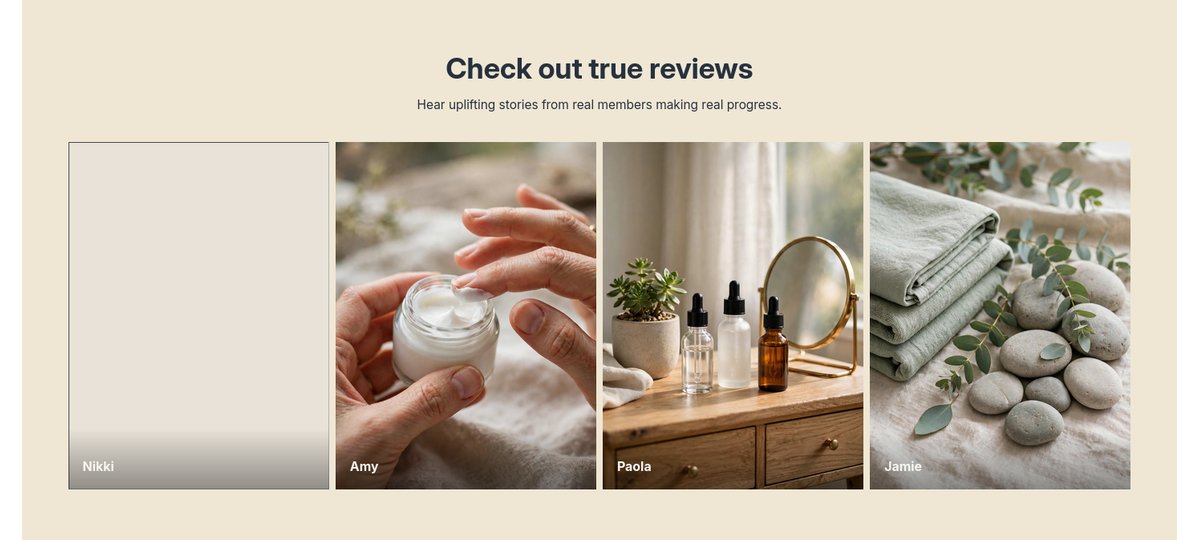 Check out true reviews
Hear uplifting stories from real members making real progress.
Nikki
Amy
Paola
Jamie